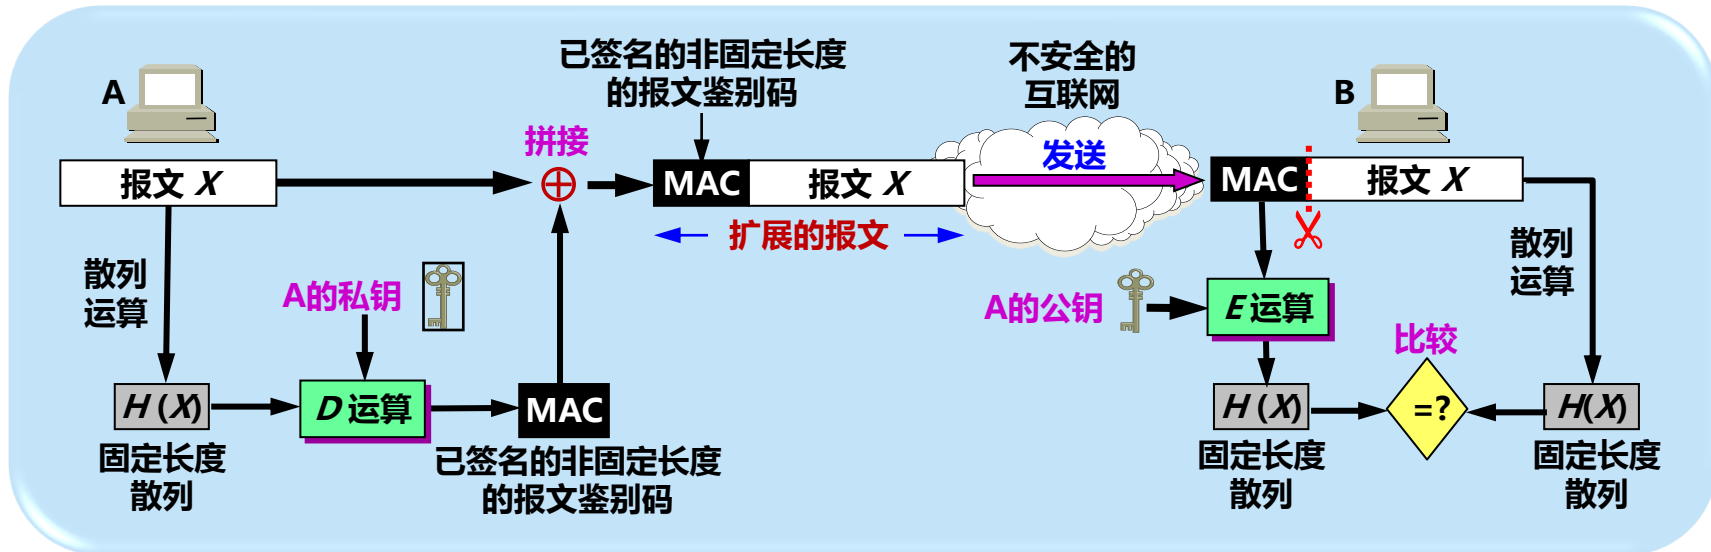 已签名的非固定长度
的报文鉴别码
不安全的
互联网
A
B
拼接
发送
报文 X
MAC
报文 X
MAC
报文 X
扩展的报文
散列
运算
A的私钥
A的公钥
E 运算
散列
运算
比较
H (X)
D 运算
MAC
H (X)
=?
H(X)
固定长度
散列
已签名的非固定长度
的报文鉴别码
固定长度
散列
固定长度
散列